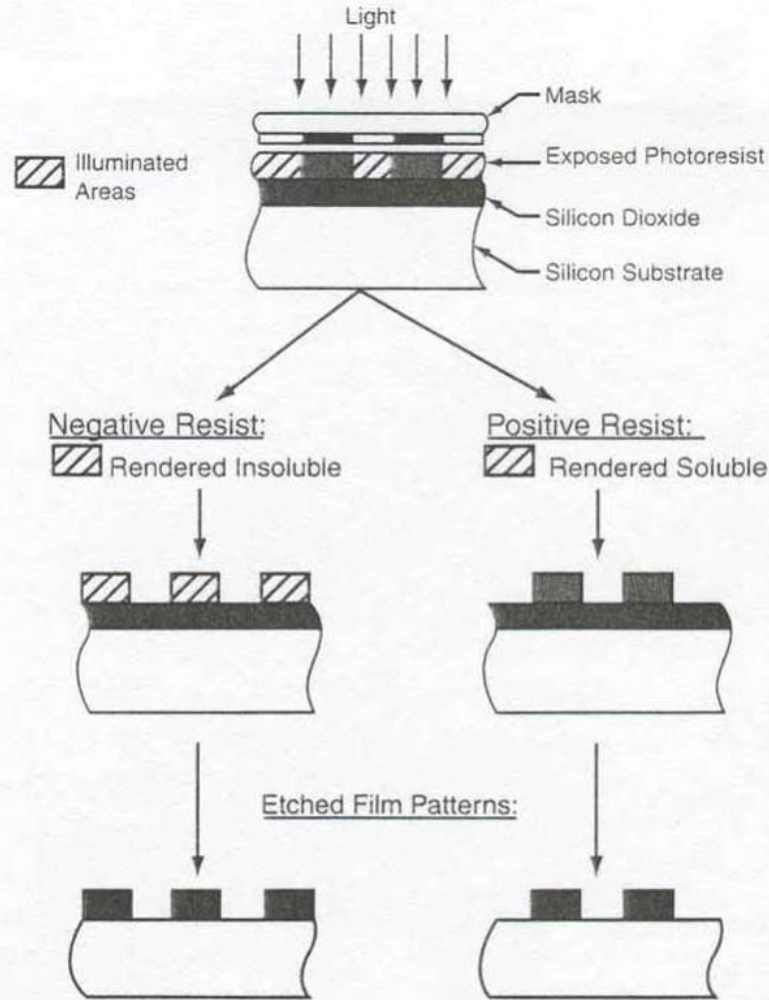 Light
Mask
Illuminated
Areas
Exposed Photoresist
Silicon Dioxide
Silicon Substrate
Negative Resist:
Rendered Insoluble
Positive Resist:
Rendered Soluble
Etched Film Patterns: